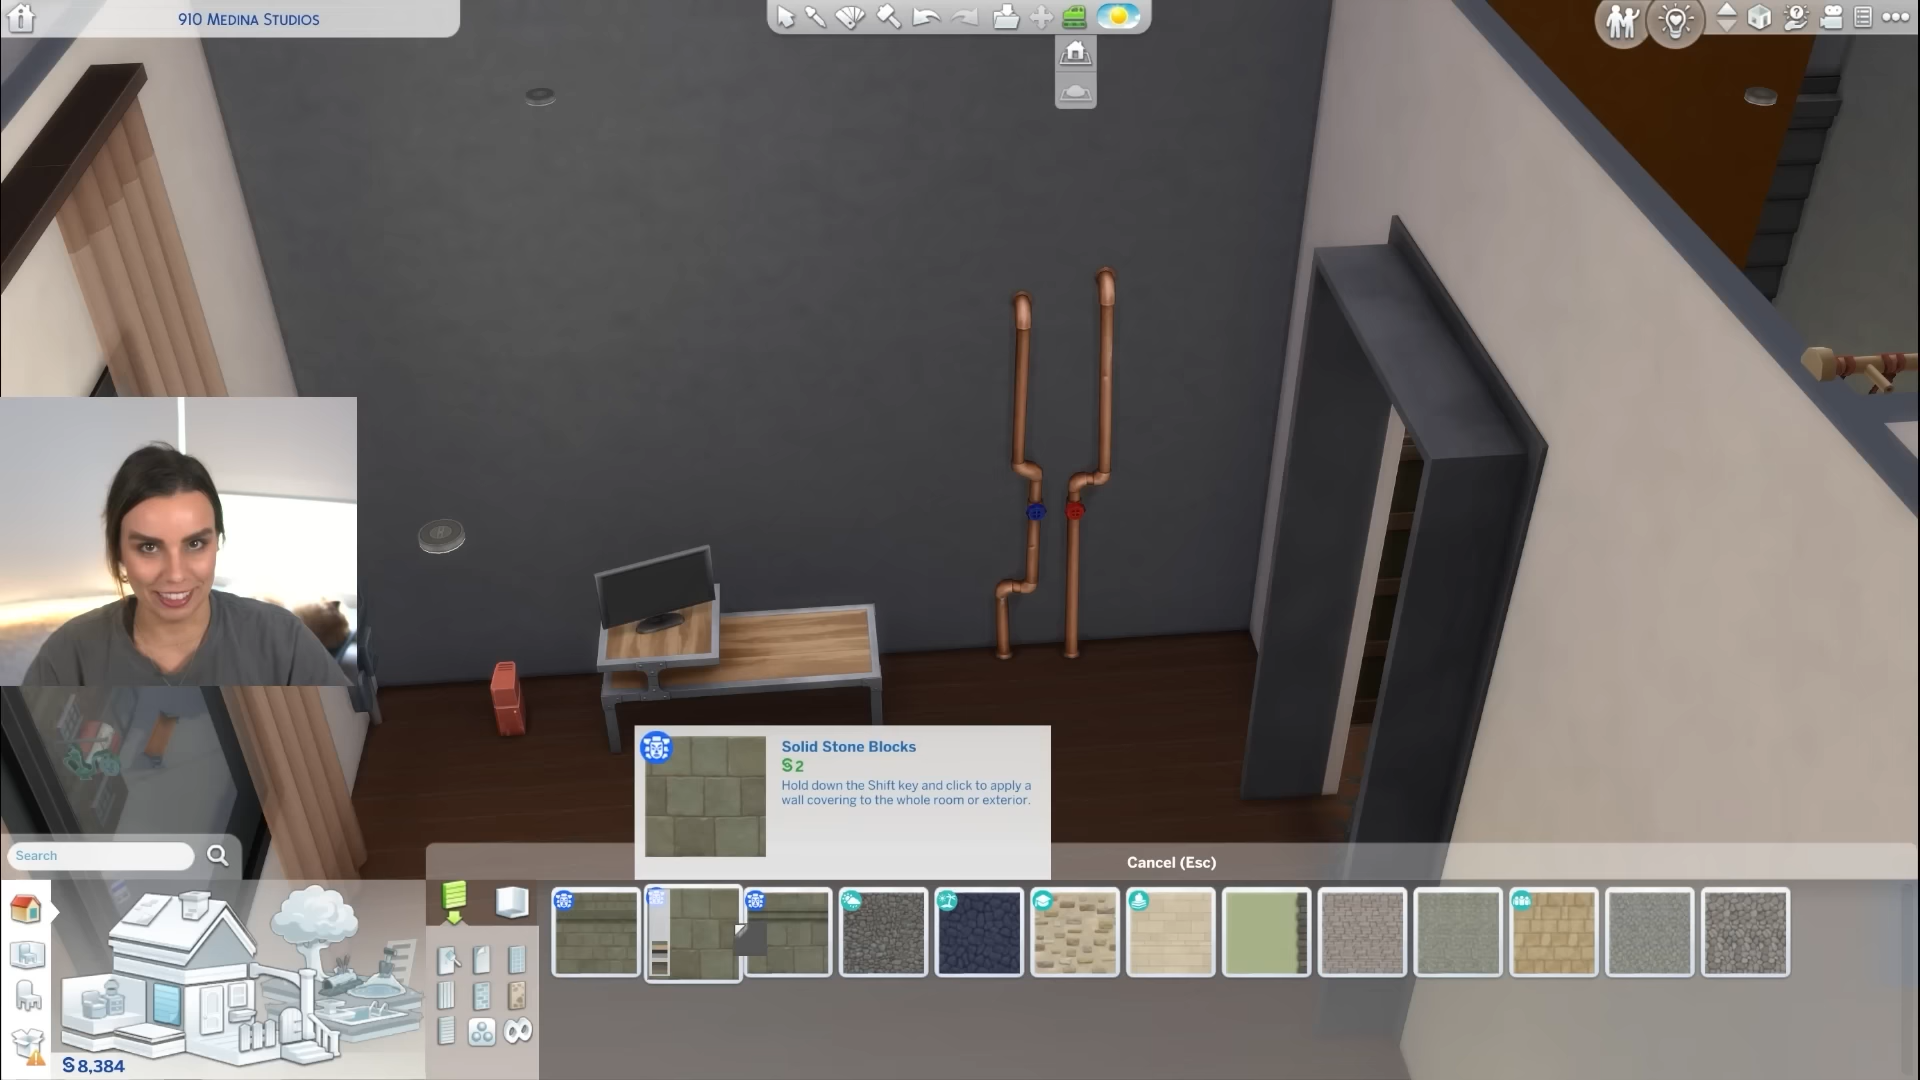 910 MEDINA STUDIOS
Solid Stone Blocks
§2
Hold down the Shift key and click to apply a
wall covering to the whole room or exterior.
Search
Cancel (Esc)
§8,384